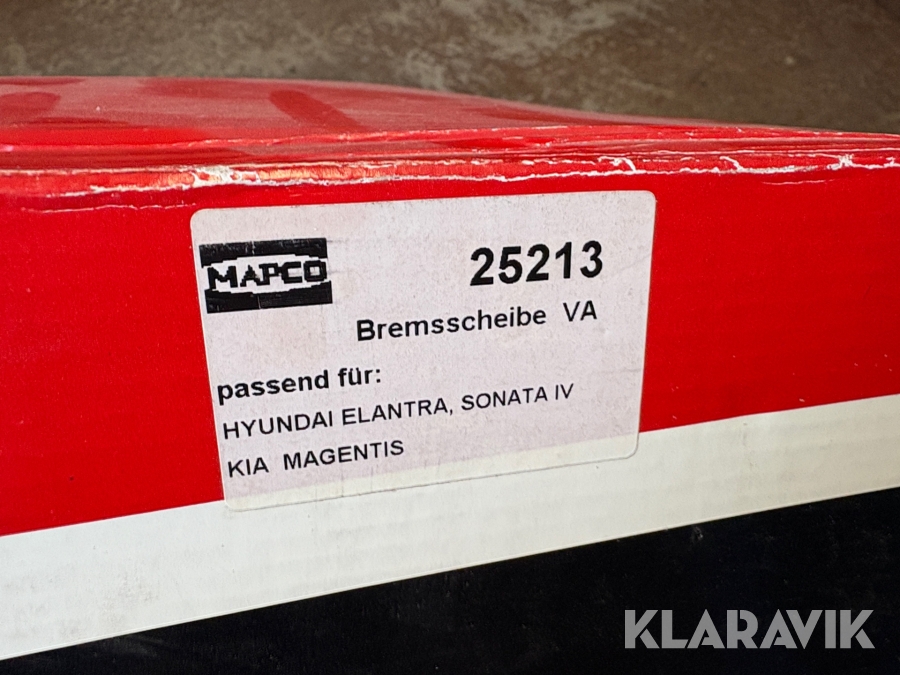 MAPCO
25213
Bremsscheibe VA
passend für:
HYUNDAI ELANTRA, SONATA IV
KIA MAGENTIS
KLARAVIK